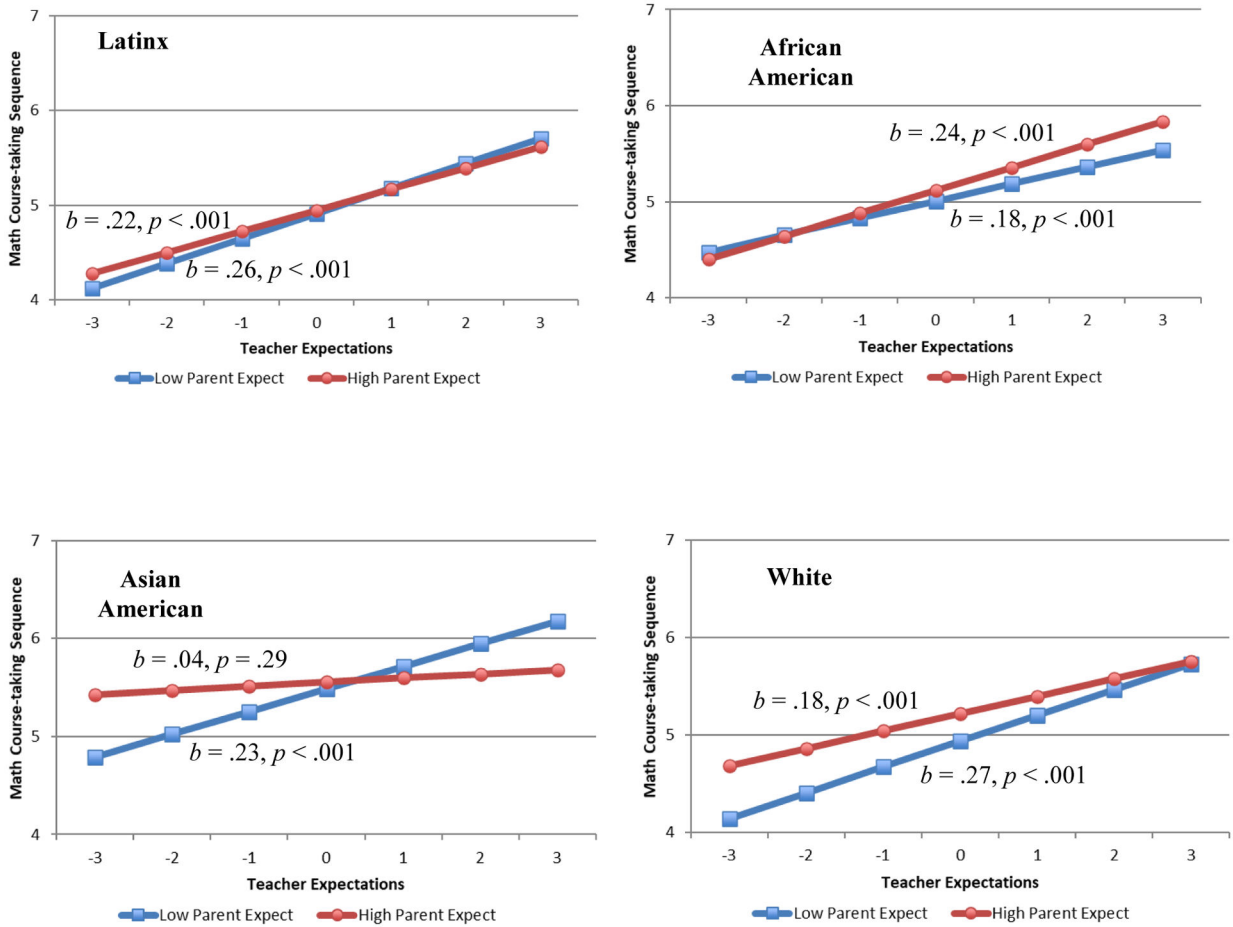 Latinx
Math Course-taking Sequence
7
6
5
4
b = .22, p < .001
b = .26, p < .001
-3 -2 -1 0 1 2 3
Teacher Expectations
Low Parent Expect High Parent Expect
African
American
Math Course-taking Sequence
7
6
5
4
b = .24, p < .001
b = .18, p < .001
-3 -2 -1 0 1 2 3
Teacher Expectations
Low Parent Expect High Parent Expect
Asian
American
Math Course-taking Sequence
7
6
5
4
b = .04, p = .29
b = .23, p < .001
-3 -2 -1 0 1 2 3
Teacher Expectations
Low Parent Expect High Parent Expect
White
Math Course-taking Sequence
7
6
5
4
b = .18, p < .001
b = .27, p < .001
-3 -2 -1 0 1 2 3
Teacher Expectations
Low Parent Expect High Parent Expect